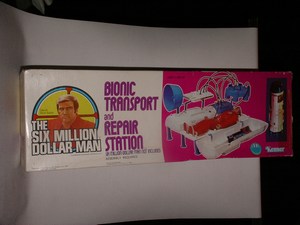 THE
SIX MILLION
DOLLAR-MAN
BIONIC
TRANSPORT
and
REPAIR
STATION
Kenner